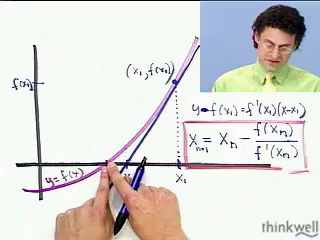 (x₁, f(x₁))
f(x₁)
y - f(x₁) = f'(x₁)(x-x₁)
Xₙ₊₁ = Xₙ - f(Xₙ) / f'(Xₙ)
y = f(x)
X₁
thinkwell